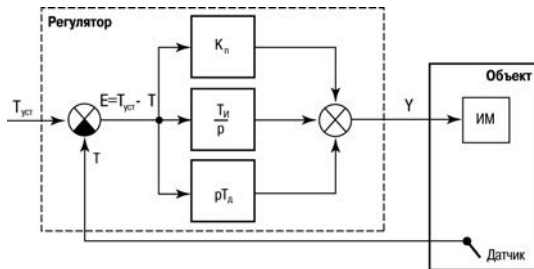 Регулятор
Kп
Объект
Tуст
E=Tуст- T
Tи
p
Y
ИМ
T
pTд
Датчик